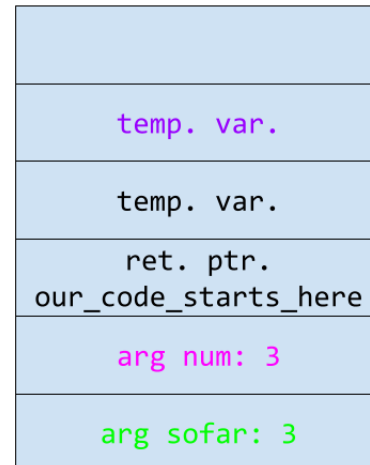 temp. var.
temp. var.
ret. ptr.
our_code_starts_here
arg num: 3
arg sofar: 3